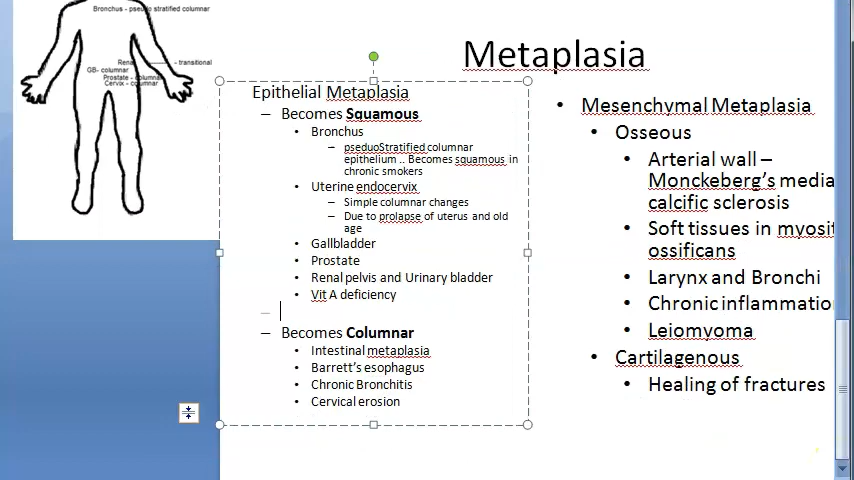 Bronchus - pseudo stratified columnar
Renal - transitional
GB- columnar
Prostate - columnar
Cervix - columnar
Metaplasia
Epithelial Metaplasia
– Becomes Squamous
• Bronchus
– pseduoStratified columnar
epithelium .. Becomes squamous in
chronic smokers
• Uterine endocervix
– Simple columnar changes
– Due to prolapse of uterus and old
age
• Gallbladder
• Prostate
• Renal pelvis and Urinary bladder
• Vit A deficiency
–
– Becomes Columnar
• Intestinal metaplasia
• Barrett's esophagus
• Chronic Bronchitis
• Cervical erosion
• Mesenchymal Metaplasia
• Osseous
• Arterial wall –
Monckeberg's media
calcific sclerosis
• Soft tissues in myosit
ossificans
• Larynx and Bronchi
• Chronic inflammatio
• Leiomyoma
• Cartilagenous
• Healing of fractures